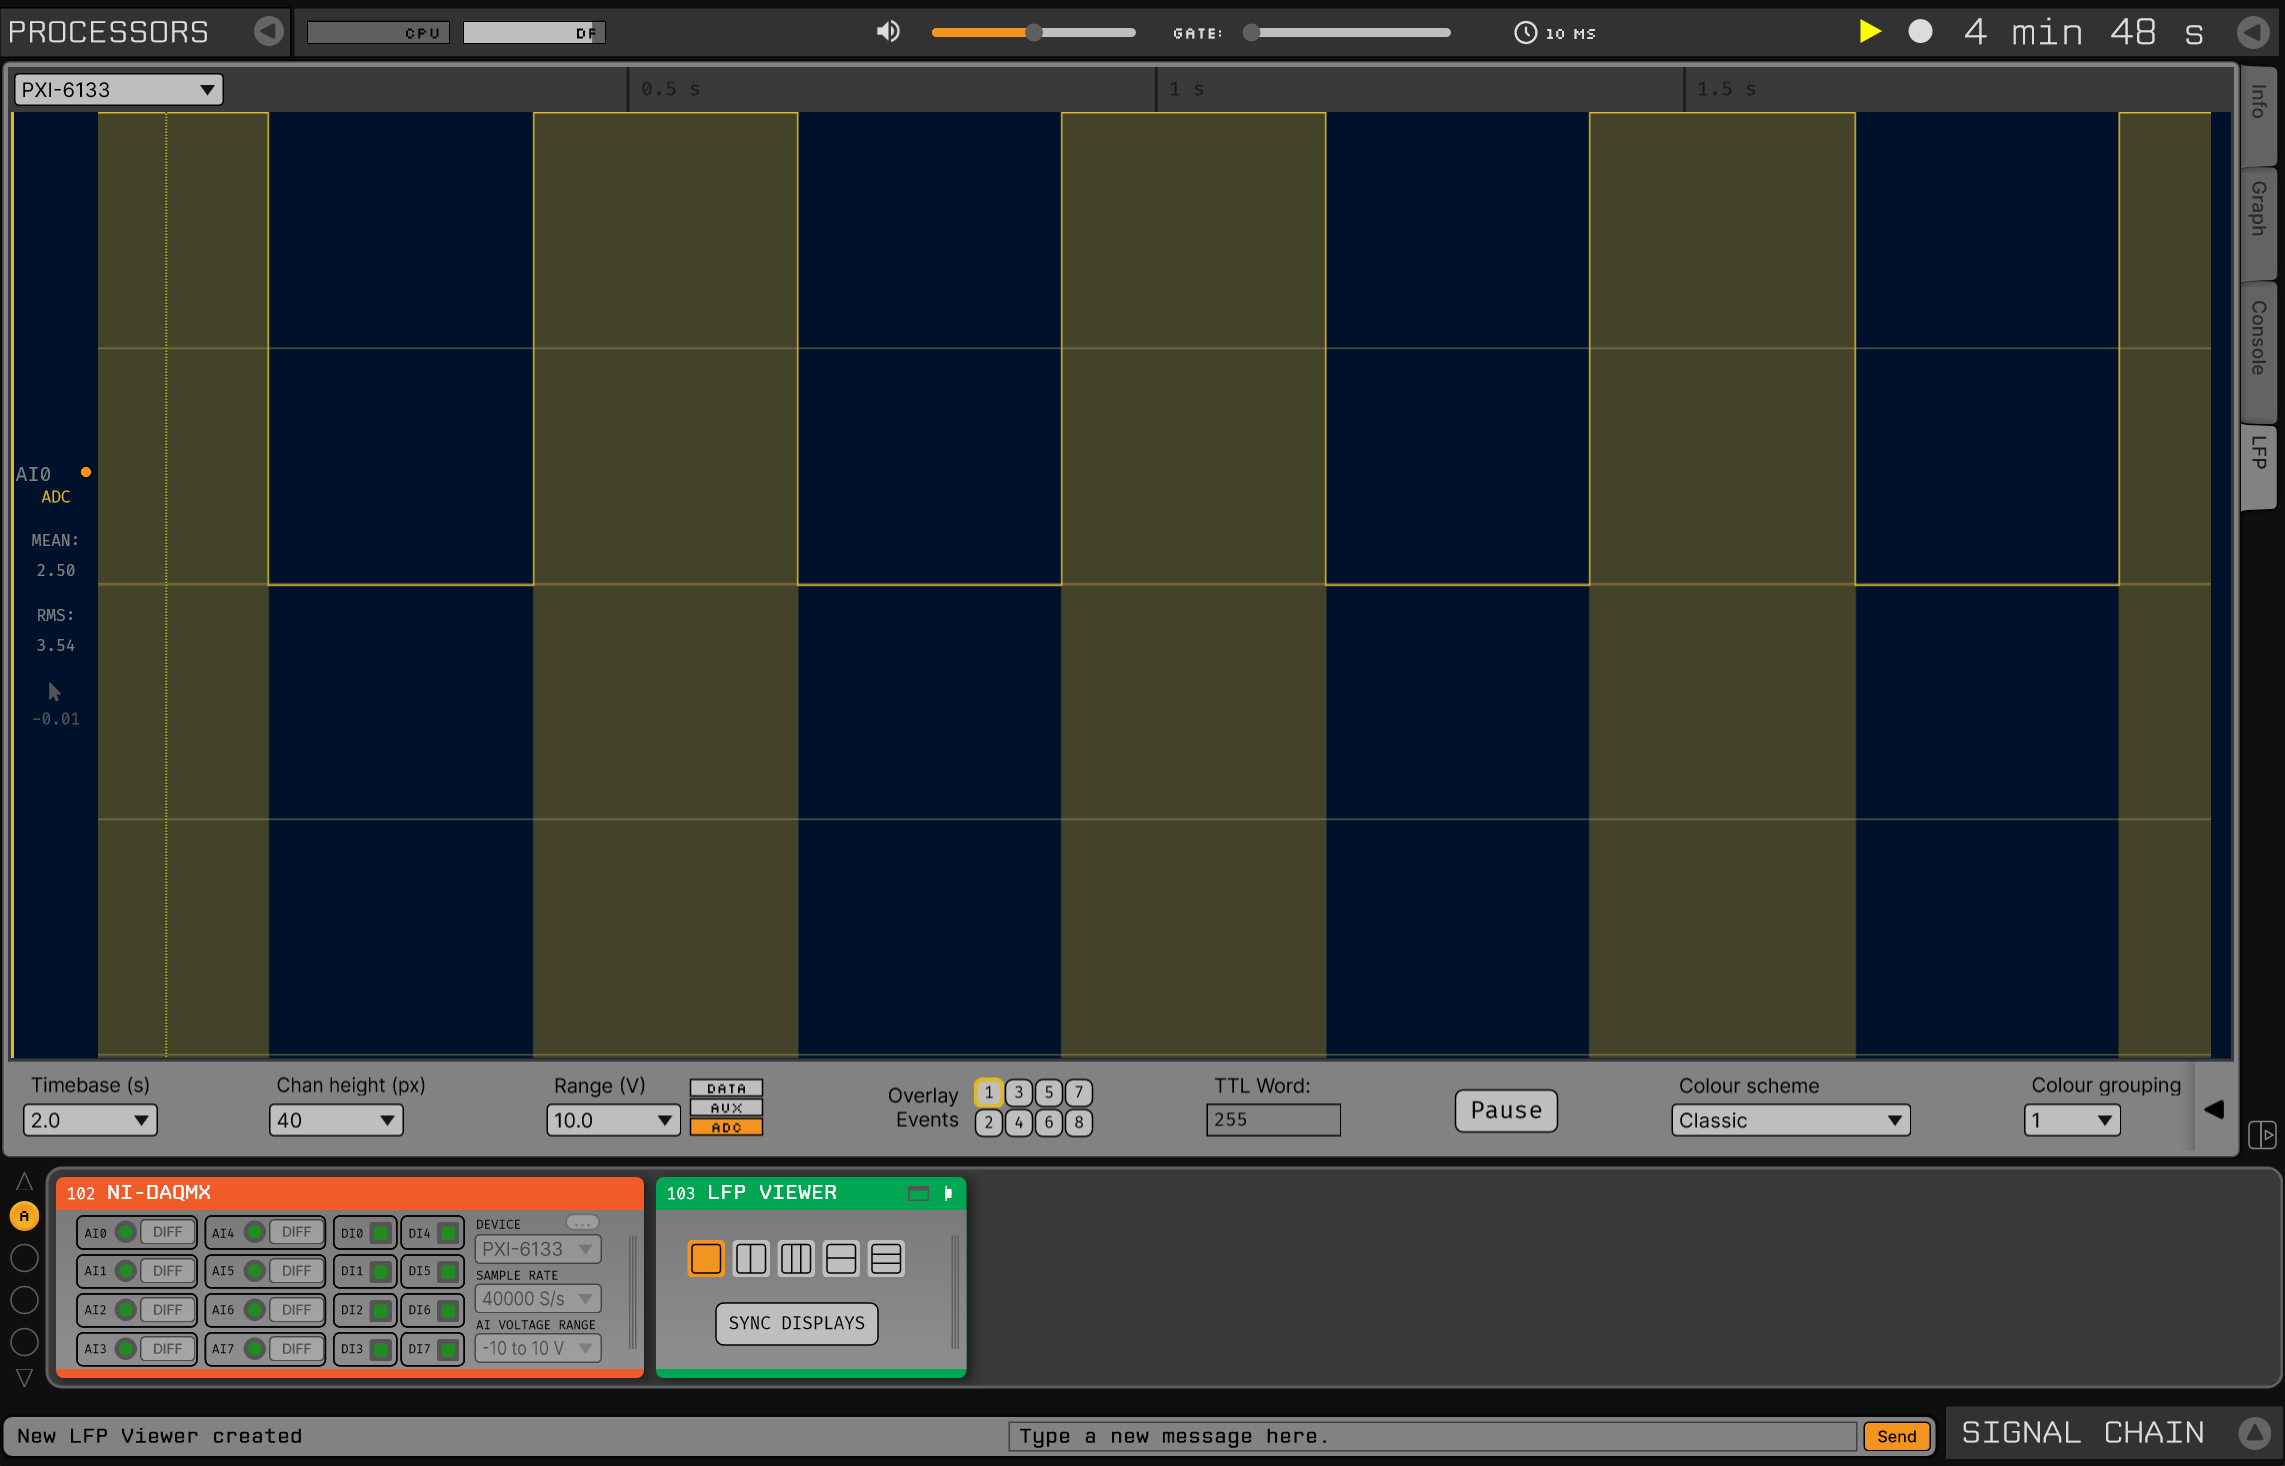 PROCESSORS
CPU
DF
GATE:
10 MS
4 min 48 s
PXI-6133
0.5 s
1 s
1.5 s
Info
Graph
Console
LFP
AI0
ADC
MEAN:
2.50
RMS:
3.54
-0.01
Timebase (s)
2.0
Chan height (px)
40
Range (V)
10.0
DATA
AUX
ADC
Overlay
Events
1 3 5 7
2 4 6 8
TTL Word:
255
Pause
Colour scheme
Classic
Colour grouping
1
A
102 NI-DAQMX
AI0 DIFF AI4 DIFF DI0 DI4
AI1 DIFF AI5 DIFF DI1 DI5
AI2 DIFF AI6 DIFF DI2 DI6
AI3 DIFF AI7 DIFF DI3 DI7
DEVICE ...
PXI-6133
SAMPLE RATE
40000 S/s
AI VOLTAGE RANGE
-10 to 10 V
103 LFP VIEWER
SYNC DISPLAYS
New LFP Viewer created
Type a new message here.
Send
SIGNAL CHAIN